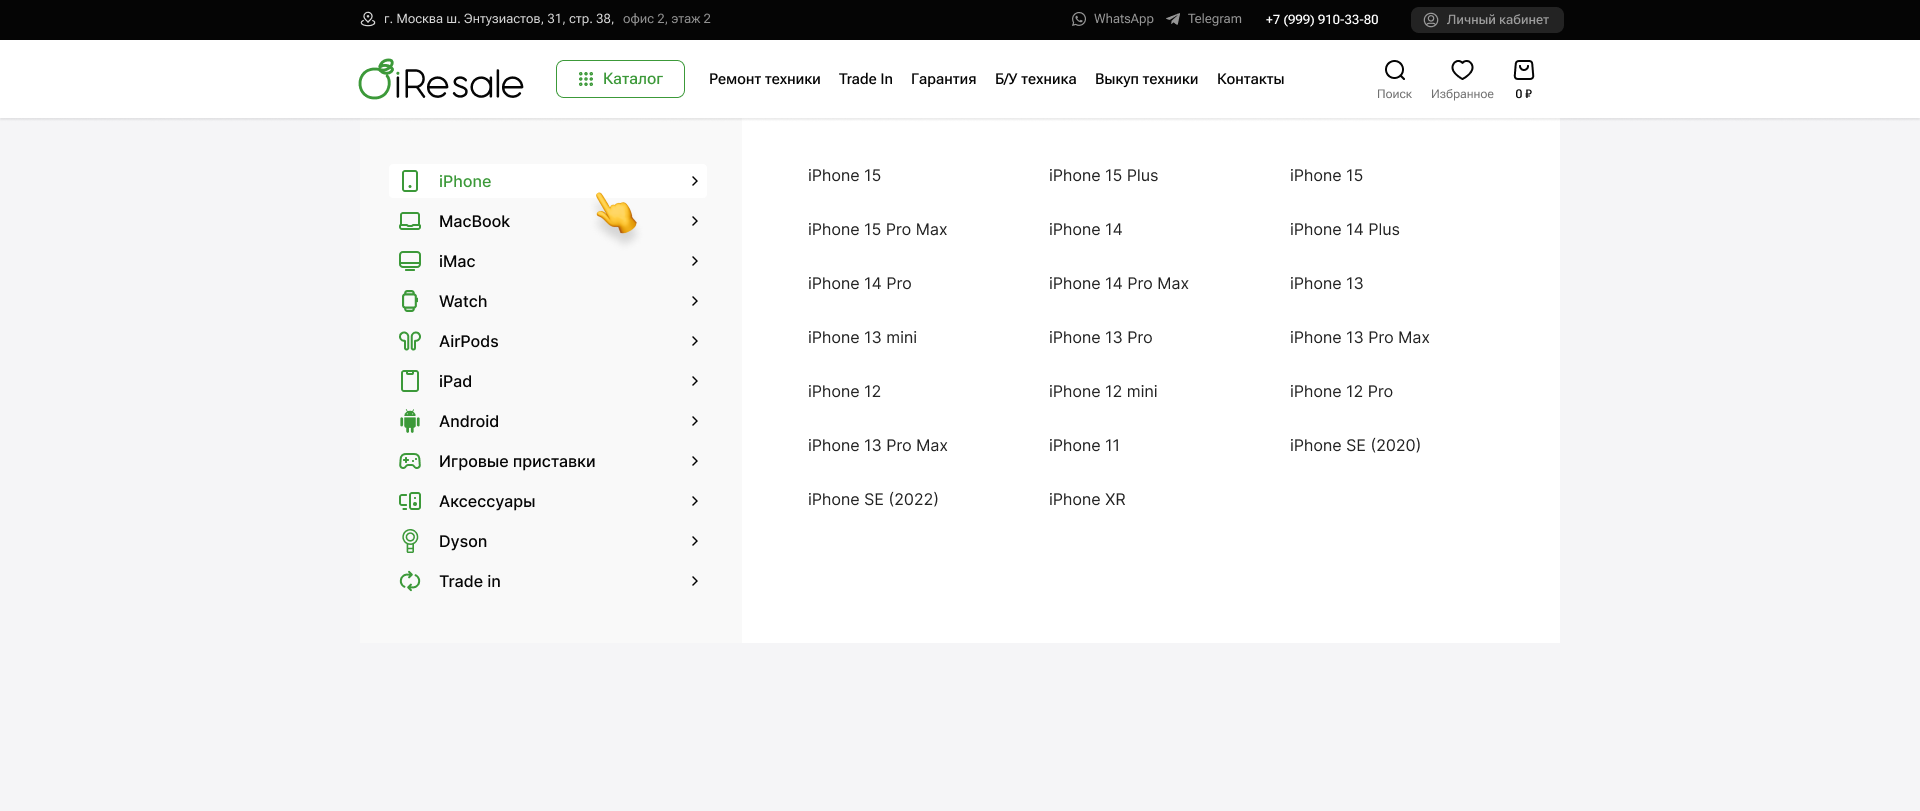 г. Москва ш. Энтузиастов, 31, стр. 38, офис 2, этаж 2
WhatsApp Telegram +7 (999) 910-33-80 Личный кабинет
iResale
Каталог
Ремонт техники Trade In Гарантия Б/У техника Выкуп техники Контакты
Поиск Избранное 0 ₽
iPhone
MacBook
iMac
Watch
AirPods
iPad
Android
Игровые приставки
Аксессуары
Dyson
Trade in
iPhone 15 iPhone 15 Plus iPhone 15
iPhone 15 Pro Max iPhone 14 iPhone 14 Plus
iPhone 14 Pro iPhone 14 Pro Max iPhone 13
iPhone 13 mini iPhone 13 Pro iPhone 13 Pro Max
iPhone 12 iPhone 12 mini iPhone 12 Pro
iPhone 13 Pro Max iPhone 11 iPhone SE (2020)
iPhone SE (2022) iPhone XR